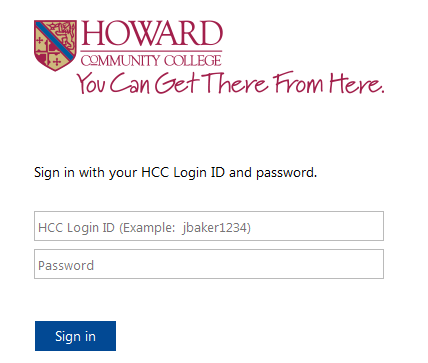 HOWARD
COMMUNITY COLLEGE
You Can Get There From Here.
Sign in with your HCC Login ID and password.
HCC Login ID (Example:  jbaker1234)
Password
Sign in